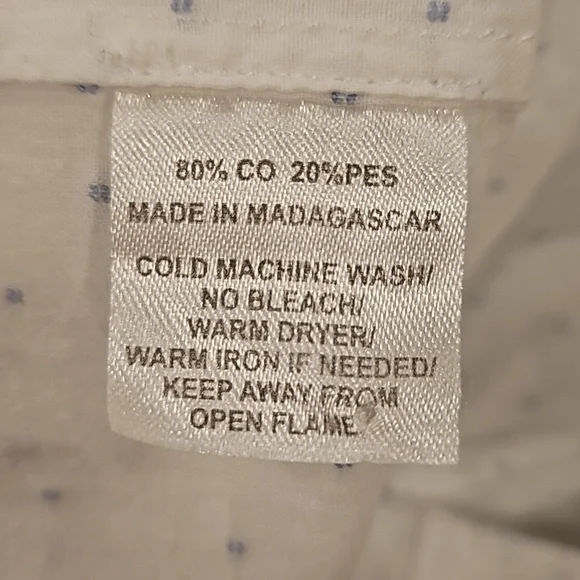 80% CO 20%PES
MADE IN MADAGASCAR
COLD MACHINE WASH/
NO BLEACH/
WARM DRYER/
WARM IRON IF NEEDED/
KEEP AWAY FROM
OPEN FLAME